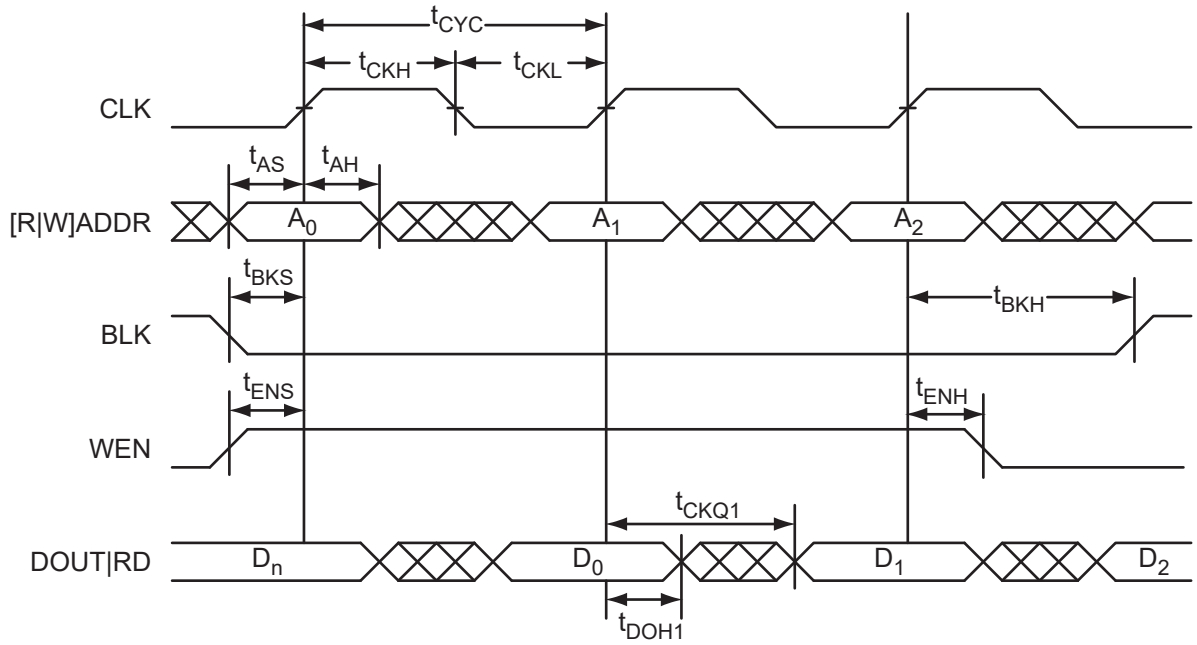 tCYC
tCKH tCKL
CLK
tAS tAH
[R|W]ADDR A0 A1 A2
tBKS tBKH
BLK
tENS tENH
WEN
tCKQ1
DOUT|RD Dn D0 D1 D2
tDOH1